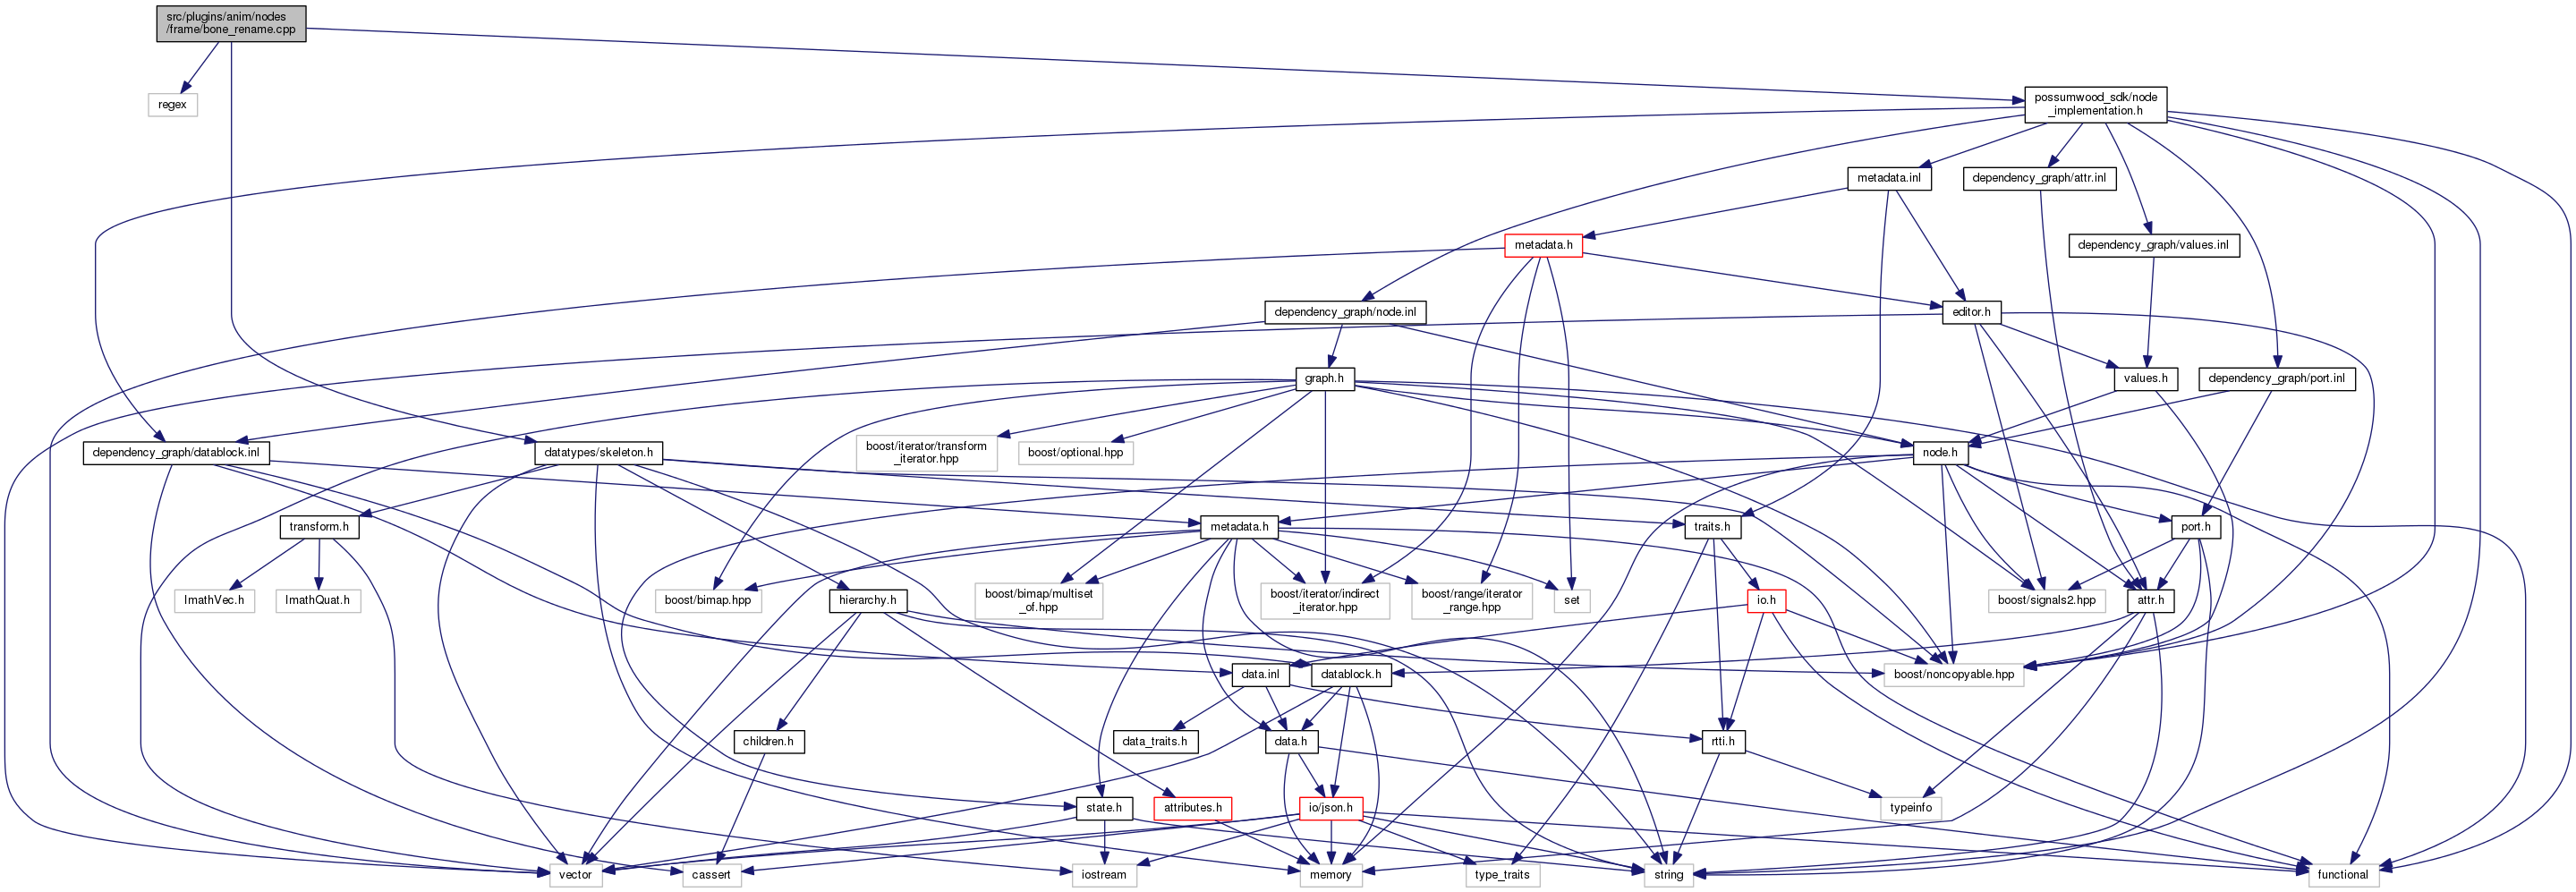 src/plugins/anim/nodes
/frame/bone_rename.cpp
regex
possumwood_sdk/node
_implementation.h
metadata.inl
dependency_graph/attr.inl
metadata.h
dependency_graph/values.inl
dependency_graph/node.inl
editor.h
graph.h
values.h
dependency_graph/port.inl
dependency_graph/datablock.inl
datatypes/skeleton.h
boost/iterator/transform
_iterator.hpp
boost/optional.hpp
node.h
transform.h
metadata.h
traits.h
port.h
ImathVec.h
ImathQuat.h
boost/bimap.hpp
hierarchy.h
boost/bimap/multiset
_of.hpp
boost/iterator/indirect
_iterator.hpp
boost/range/iterator
_range.hpp
set
io.h
boost/signals2.hpp
attr.h
data.inl
datablock.h
boost/noncopyable.hpp
children.h
data_traits.h
data.h
rtti.h
state.h
attributes.h
io/json.h
typeinfo
vector
cassert
iostream
memory
type_traits
string
functional